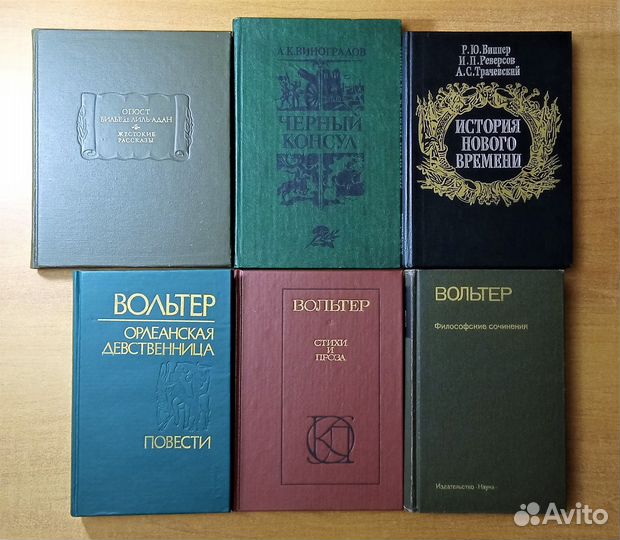 ОГЮСТ
ВИЛЬЕ ДЕ ЛИЛЬ-АДАН
ЖЕСТОКИЕ
РАССКАЗЫ
А.К.ВИНОГРАДОВ
ЧЕРНЫЙ
КОНСУЛ
Р.Ю.Виппер
И.П.Реверсов
А.С.Трачевский
ИСТОРИЯ
НОВОГО
ВРЕМЕНИ
ВОЛЬТЕР
ОРЛЕАНСКАЯ
ДЕВСТВЕННИЦА
ПОВЕСТИ
ВОЛЬТЕР
СТИХИ
И
ПРОЗА
ВОЛЬТЕР
Философские сочинения
Издательство «Наука»
Avito